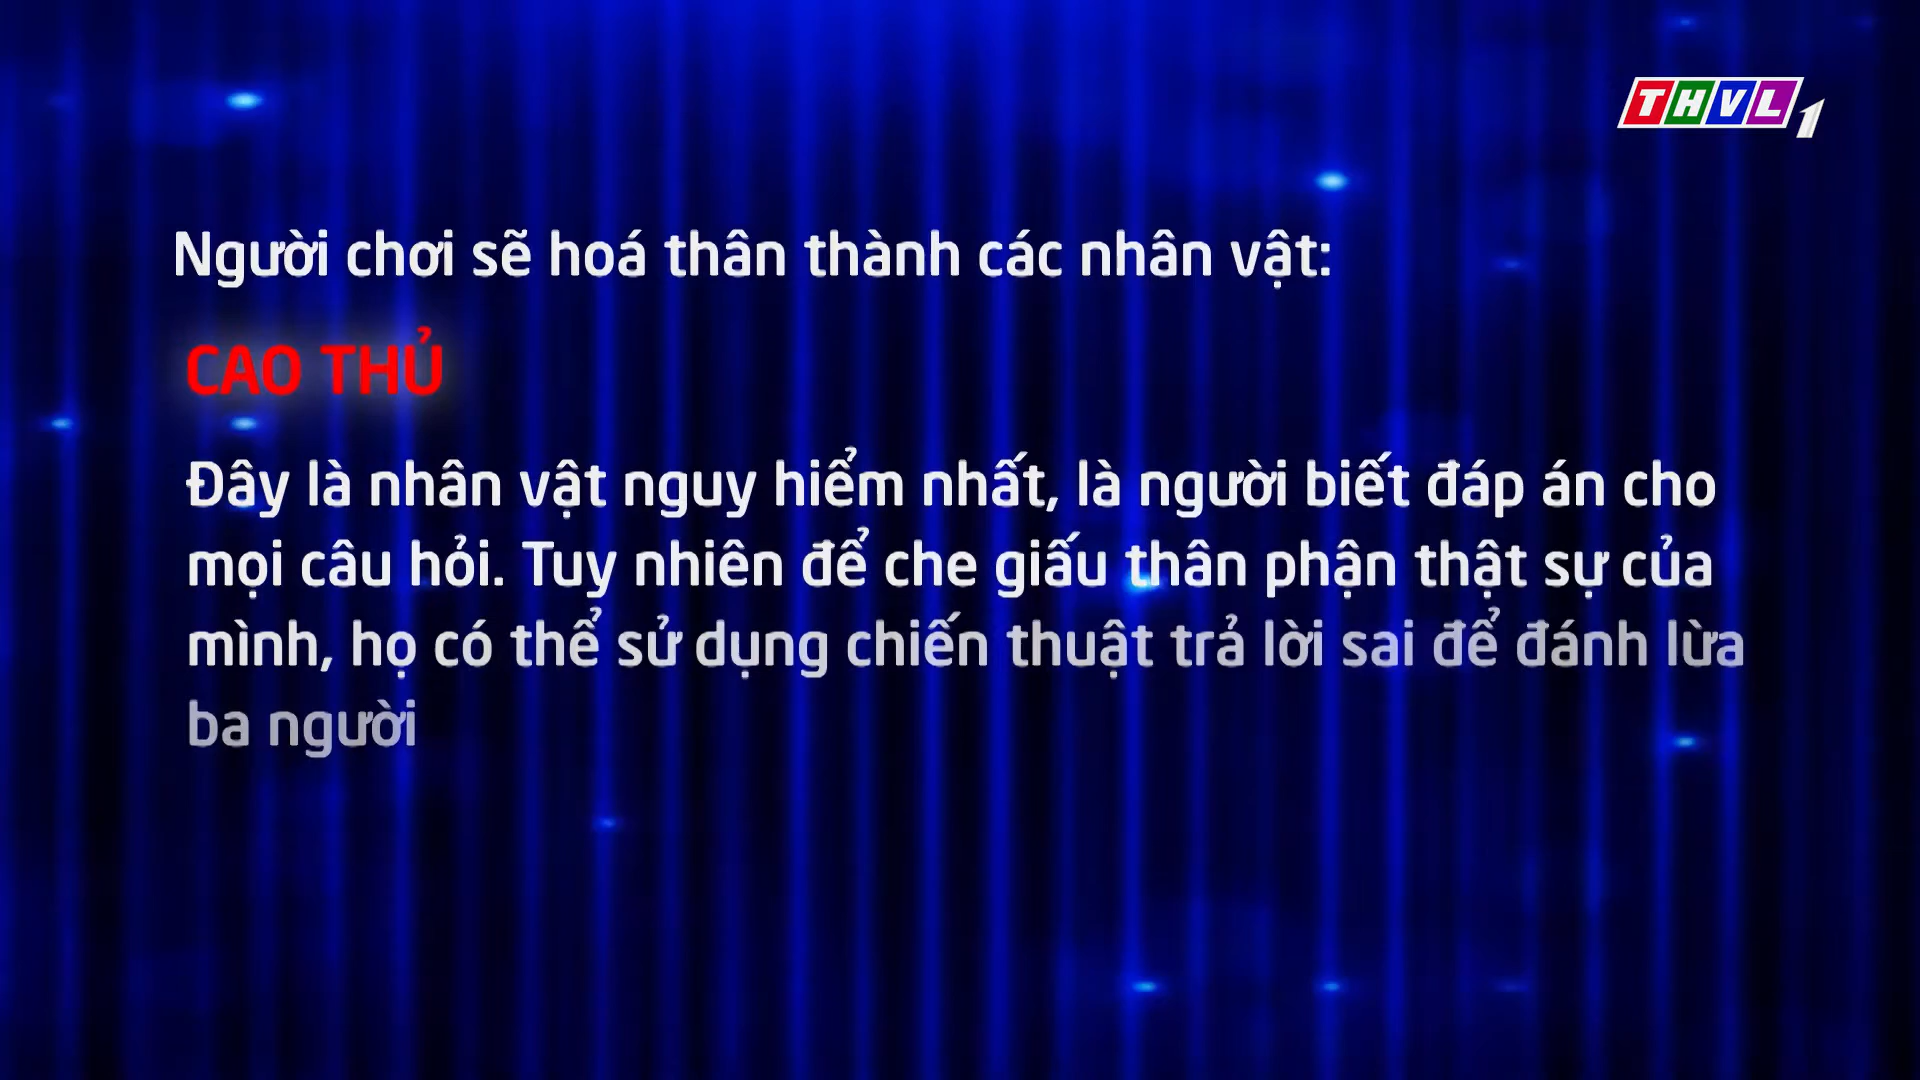 THVL1
Người chơi sẽ hoá thân thành các nhân vật:
CAO THỦ
Đây là nhân vật nguy hiểm nhất, là người biết đáp án cho
mọi câu hỏi. Tuy nhiên để che giấu thân phận thật sự của
mình, họ có thể sử dụng chiến thuật trả lời sai để đánh lừa
ba người